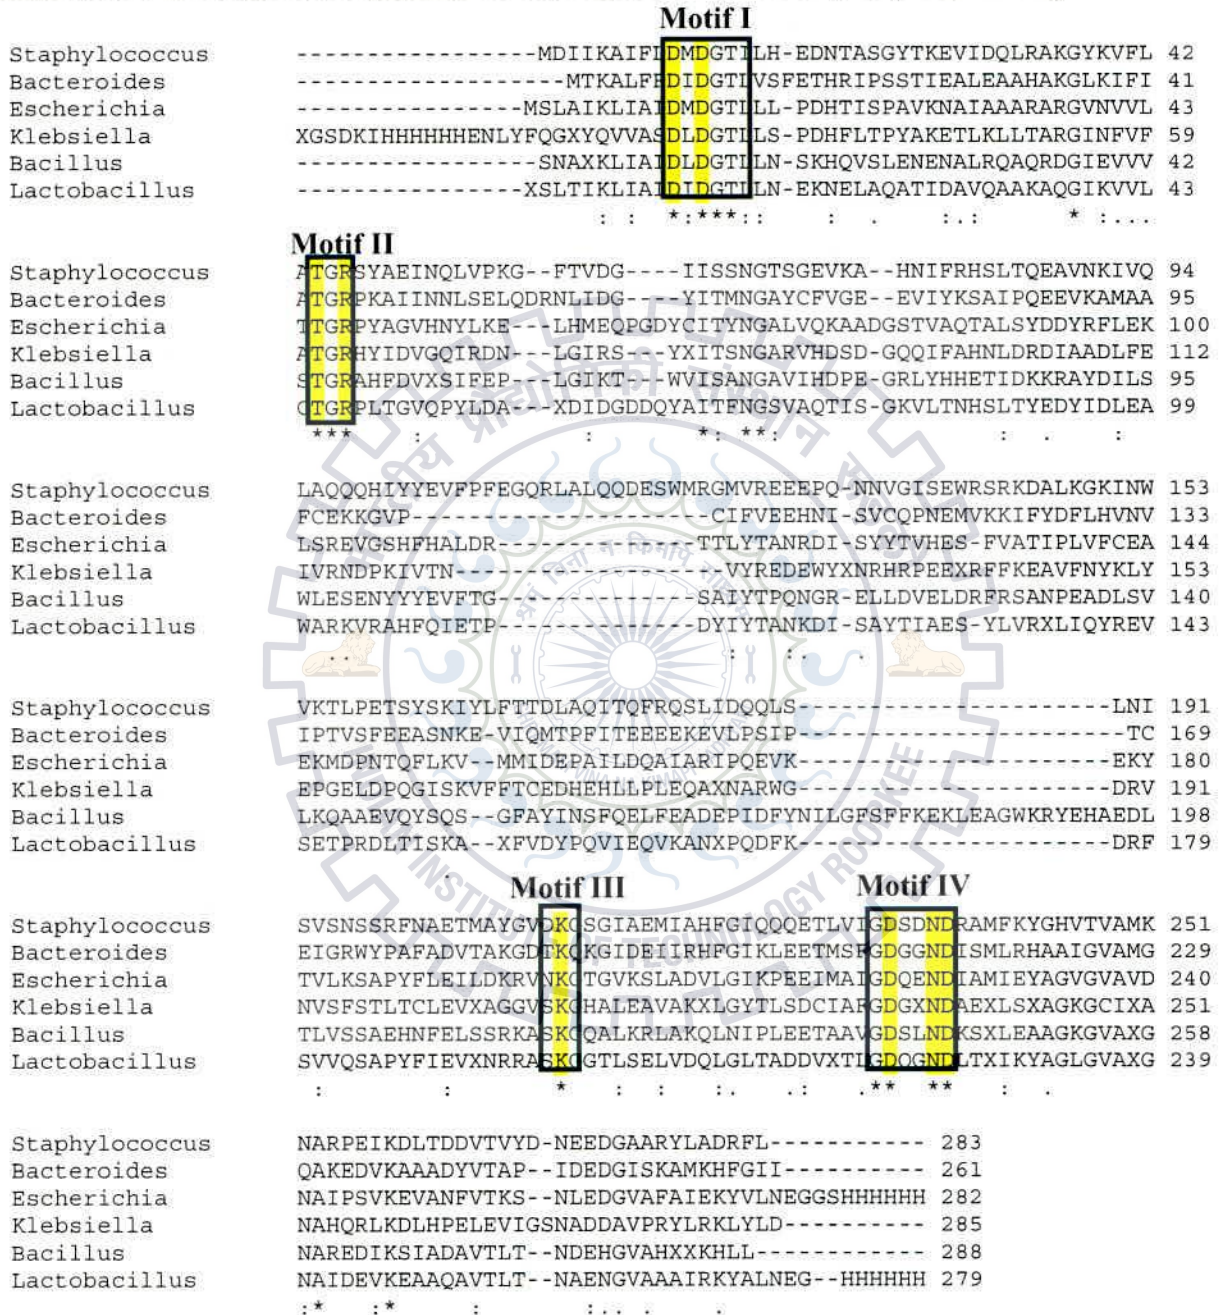 Motif I
Staphylococcus -----------------MDIIKAIFIDMDGTILH-EDNTASGYTKEVIDQLRAKGYKVFL 42
Bacteroides -------------------MTKALFFDIDGTLVSFETHRIPSSTIEALEAAHAKGLKIFI 41
Escherichia ----------------MSLAIKLIAIDMDGTLLL-PDHTISPAVKNAIAAARARGVNVVL 43
Klebsiella XGSDKIHHHHHHENLYFQGXYQVVASDLDGTLLS-PDHFLTPYAKETLKLLTARGINFVF 59
Bacillus ----------------SNAXKLIAIDLDGTLLN-SKHQVSLENENALRQAQRDGIEVVV 42
Lactobacillus ----------------XSLTIKLIAIDIDGTLLN-EKNELAQATIDAVQAAKAQGIKVVL 43
: : *:***:: : . :.: * :...
Motif II
Staphylococcus ATGRSYAEINQLVPKG--FTVDG----IISSNGTSGEVKA--HNIFRHSLTQEAVNKIVQ 94
Bacteroides ATGRPKAIINNLSELQDRNLIDG----YITMNGAYCFVGE--EVIYKSAIPQEEVKAMAA 95
Escherichia TTGRPYAGVHNYLKE---LHMEQPGDYCITYNGALVQKAADGSTVAQTALSYDDYRFLEK 100
Klebsiella ATGRHYIDVGQIRDN---LGIRS---YXITSNGARVHDSD-GQQIFAHNLDRDIAADLFE 112
Bacillus STGRAHFDVXSIFEP---LGIKT---WVISANGAVIHDPE-GRLYHHETIDKKRAYDILS 95
Lactobacillus CTGRPLTGVQPYLDA---XDIDGDDQYAITFNGSVAQTIS-GKVLTNHSLTYEDYIDLEA 99
*** : : *: **: : . :
Staphylococcus LAQQQHIYYEVFPFEGQRLALQQDESWMRGMVREEEPQ-NNVGISEWRSRKDALKGKINW 153
Bacteroides FCEKKGVP-----------------CIFVEEHNI-SVCQPNEMVKKIFYDFLHVNV 133
Escherichia LSREVGSHFHALDR--------------TTLYTANRDI-SYYTVHES-FVATIPLVFCEA 144
Klebsiella IVRNDPKIVTN-------------------VYREDEWYXNRHRPEEXRFFKEAVFNYKLY 153
Bacillus WLESENYYYEVFTG--------------SAIYTPQNGR-ELLDVELDRFRSANPEADLSV 140
Lactobacillus WARKVRAHFQIETP--------------DYIYTANKDI-SAYTIAES-YLVRXLIQYREV 143
.. : :. .
Staphylococcus VKTLPETSYSKIYLFTTDLAQITQFRQSLIDQQLS----------------------LNI 191
Bacteroides IPTVSFEEASNKE-VIQMTPFITEEEEKEVLPSIP-----------------------TC 169
Escherichia EKMDPNTQFLKV--MMIDEPAILDQAIARIPQEVK----------------------EKY 180
Klebsiella EPGELDPQGISKVFFTCEDHEHLLPLEQAXNARWG----------------------DRV 191
Bacillus LKQAAEVQYSQS--GFAYINSFQELFEADEPIDFYNILGFSFFKEKLEAGWKRYEHAEDL 198
Lactobacillus SETPRDLTISKA--XFVDYPQVIEQVKANXPQDFK----------------------DRF 179
.
Motif III Motif IV
Staphylococcus SVSNSSRFNAETMAYGVDKGSGIAEMIAHFGIQQQETLVIGDSDNDRAMFKYGHVTVAMK 251
Bacteroides EIGRWYPAFADVTAKGDTKQKGIDEIIRHFGIKLEETMSFGDGGNDISMLRHAAIGVAMG 229
Escherichia TVLKSAPYFLEILDKRVNKGTGVKSLADVLGIKPEEIMAIGDQENDIAMIEYAGVGVAVD 240
Klebsiella NVSFSTLTCLEVXAGGVSKGHAIEAVAKXLGYTLSDCIAFGDGXNDAEXLSXAGKGCIXA 251
Bacillus TLVSSAEHNFELSSRKASKGQALKRLAKQLNIPLEETAAVGDSLNDKSXLEAAGKGVAXG 258
Lactobacillus SVVQSAPYFIEVXNRRASKGGTLSELVDQLGLTADDVXTLGDQGNDLTXIKYAGLGVAXG 239
: : * : : :. .: .** ** : .
Staphylococcus NARPEIKDLTDDVTVYD-NEEDGAARYLADRFL----------- 283
Bacteroides QAKEDVKAAADYVTAP--IDEDGISKAMKHFGII---------- 261
Escherichia NAIPSVKEVANFVTKS--NLEDGVAFAIEKYVLNEGGSHHHHHH 282
Klebsiella NAHQRLKDLHPELEVIGSNADDAVPRYLRKLYLD---------- 285
Bacillus NAREDIKSIADAVTLT--NDEHGVAHXXKHLL------------ 288
Lactobacillus NAIDEVKEAAQAVTLT--NAENGVAAAIRKYALNEG--HHHHHH 279
:* :* : :.. . .